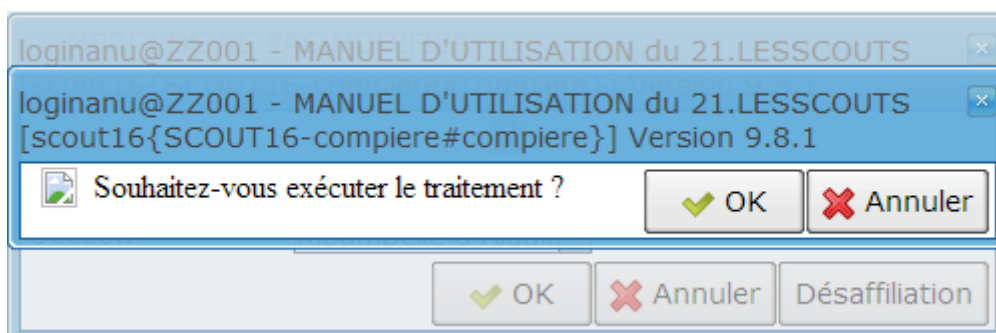 loginanu@ZZ001 - MANUEL D'UTILISATION du 21.LESSCOUTS
loginanu@ZZ001 - MANUEL D'UTILISATION du 21.LESSCOUTS
[scout16{SCOUT16-compiere#compiere}] Version 9.8.1
Souhaitez-vous exécuter le traitement ?
OK
Annuler
OK
Annuler
Désaffiliation